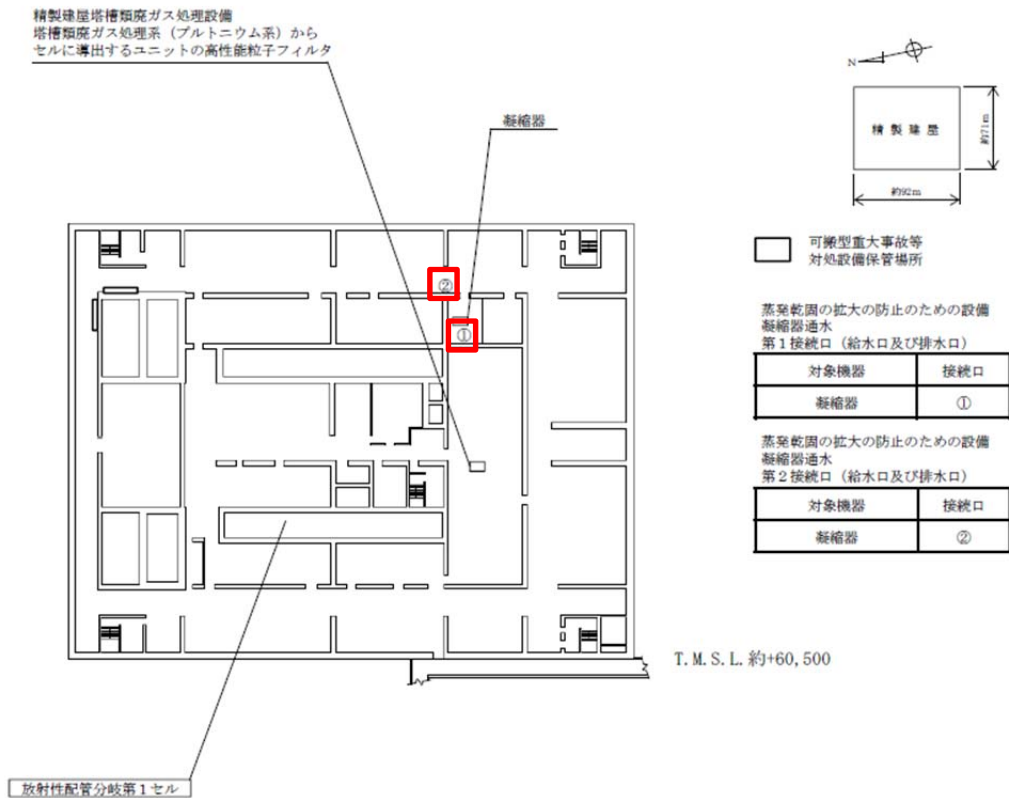 精製建屋塔槽類廃ガス処理設備
塔槽類廃ガス処理系（プルトニウム系）から
セルに導出するユニットの高性能粒子フィルタ
凝縮器
②
①
放射性配管分岐第１セル
N
精製建屋
約71m
約92m
可搬型重大事故等
対処設備保管場所
蒸発乾固の拡大の防止のための設備
凝縮器通水
第１接続口（給水口及び排水口）
対象機器 接続口
凝縮器 ①
蒸発乾固の拡大の防止のための設備
凝縮器通水
第２接続口（給水口及び排水口）
対象機器 接続口
凝縮器 ②
T.M.S.L.約+60,500